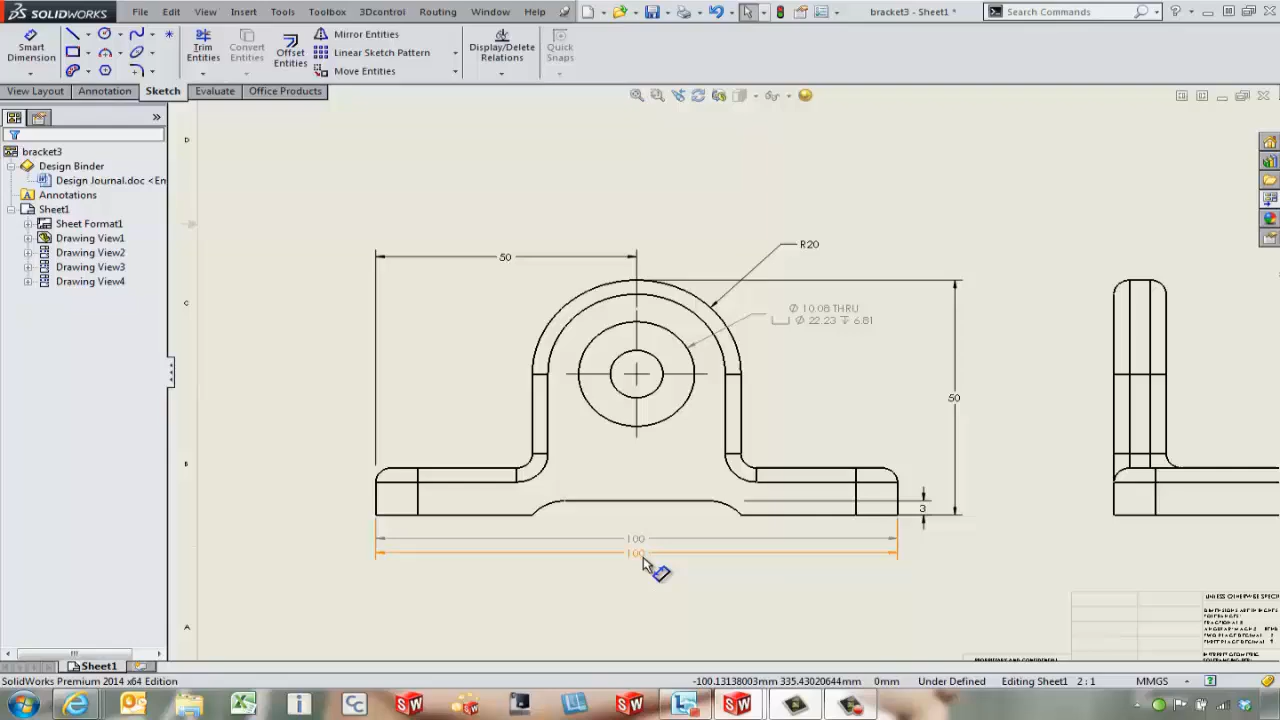 SOLIDWORKS
File
Edit
View
Insert
Tools
Toolbox
3Dcontrol
Routing
Window
Help
bracket3 - Sheet1 *
Search Commands
Smart
Dimension
Trim
Entities
Convert
Entities
Offset
Entities
Mirror Entities
Linear Sketch Pattern
Move Entities
Display/Delete
Relations
Quick
Snaps
View Layout
Annotation
Sketch
Evaluate
Office Products
bracket3
Design Binder
Design Journal.doc <En
Annotations
Sheet1
Sheet Format1
Drawing View1
Drawing View2
Drawing View3
Drawing View4
D
C
B
A
50
R20
Ø 10.08 THRU
⌴ Ø 22.23 ↧ 6.81
50
3
100
100
UNLESS OTHERWISE SPECIF
Sheet1
SolidWorks Premium 2014 x64 Edition
-100.13138003mm
335.43020644mm
0mm
Under Defined
Editing Sheet1
2 : 1
MMGS